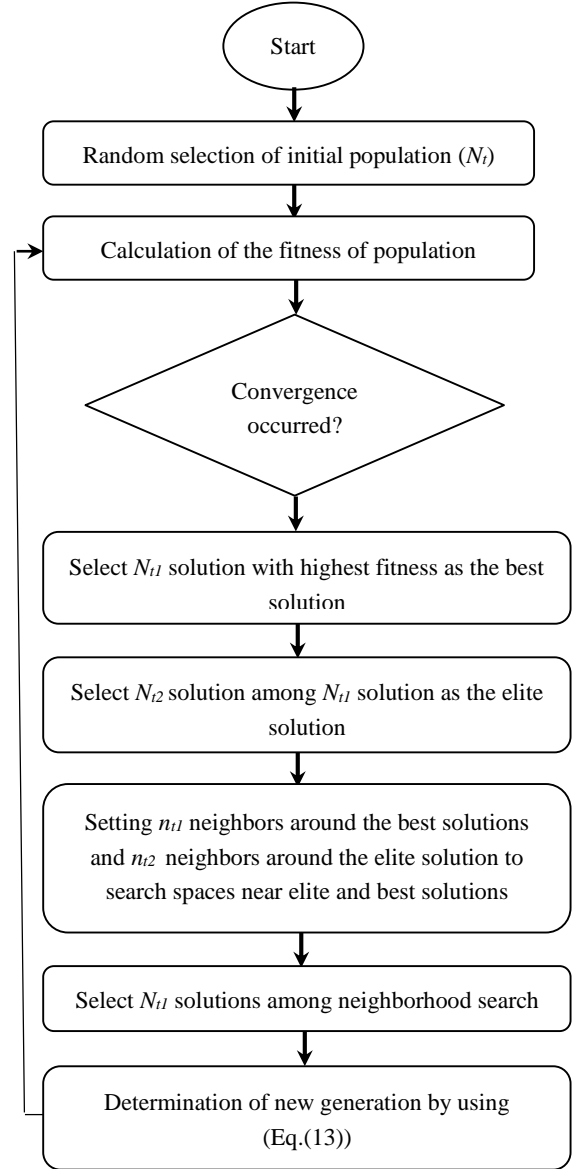 Start
Random selection of initial population (Nt)
Calculation of the fitness of population
Convergence
occurred?
Select Nt1 solution with highest fitness as the best
solution
Select Nt2 solution among Nt1 solution as the elite
solution
Setting nt1 neighbors around the best solutions
and nt2 neighbors around the elite solution to
search spaces near elite and best solutions
Select Nt1 solutions among neighborhood search
Determination of new generation by using
(Eq.(13))